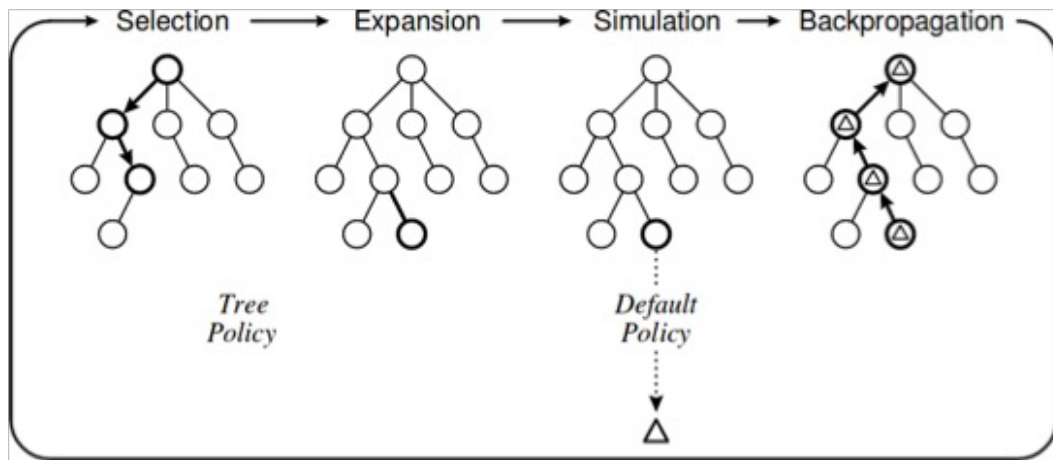 Selection Expansion Simulation Backpropagation
Tree
Policy
Default
Policy